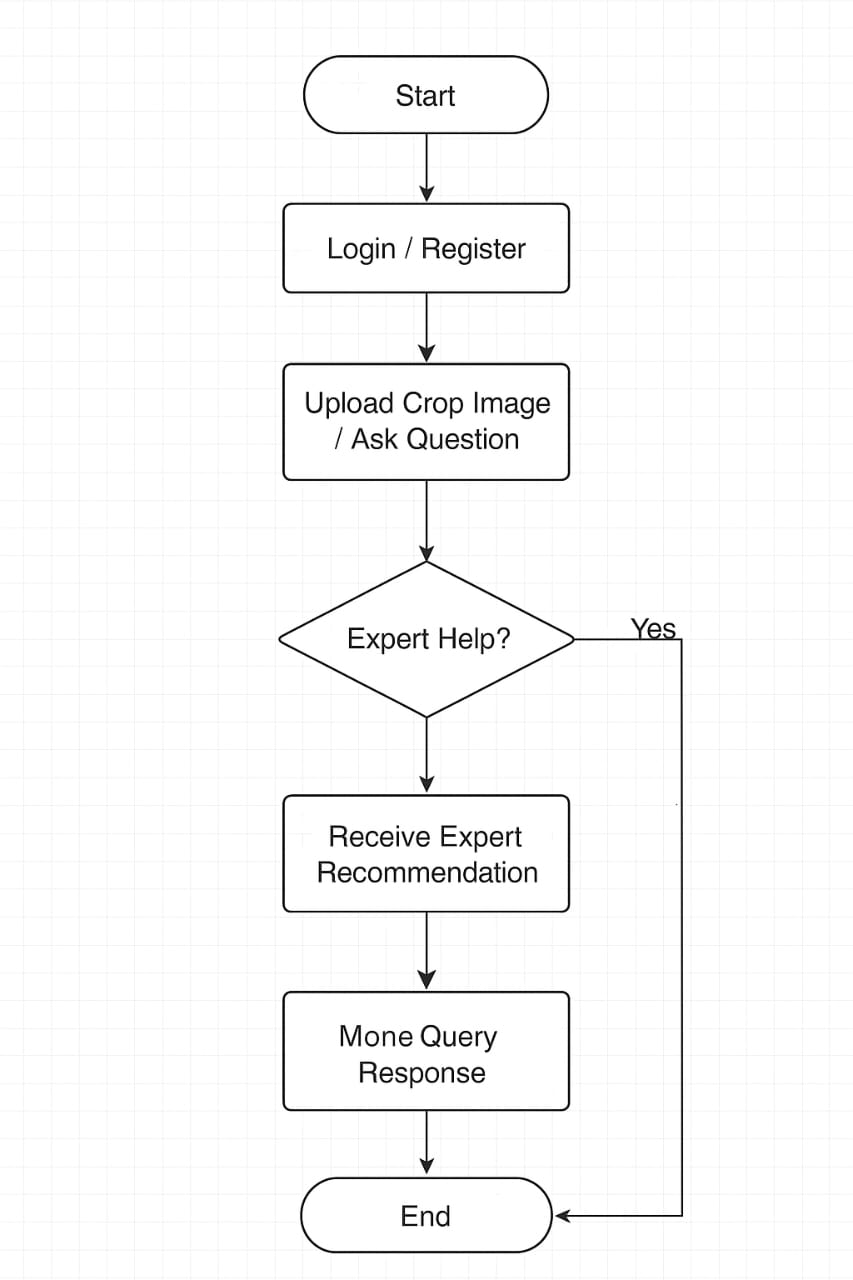 Start
Login / Register
Upload Crop Image
/ Ask Question
Expert Help?
Yes
Receive Expert
Recommendation
Mone Query
Response
End